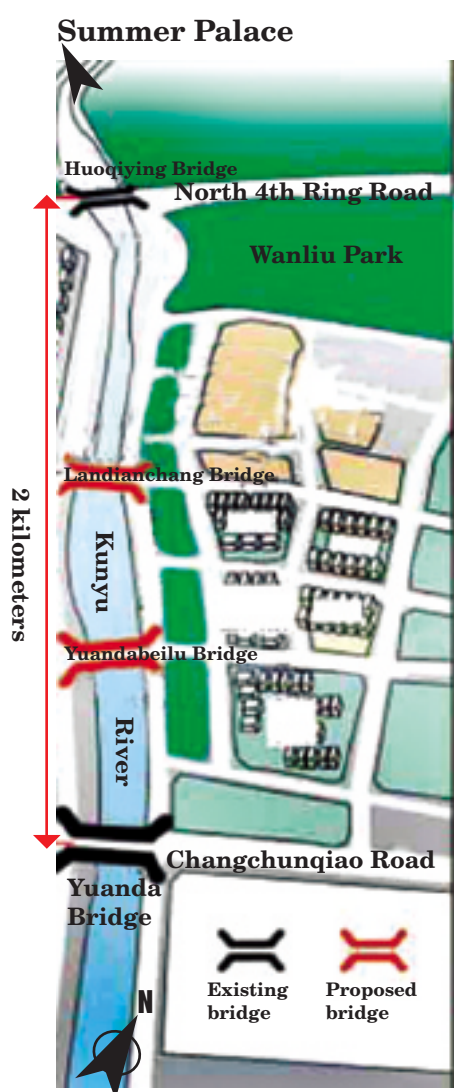 Summer Palace
Huoqiying Bridge
North 4th Ring Road
Wanliu Park
Landianchang Bridge
2 kilometers
Kunyu
Yuandabeilu Bridge
River
Changchunqiao Road
Yuanda
Bridge
Existing
bridge
Proposed
bridge
N